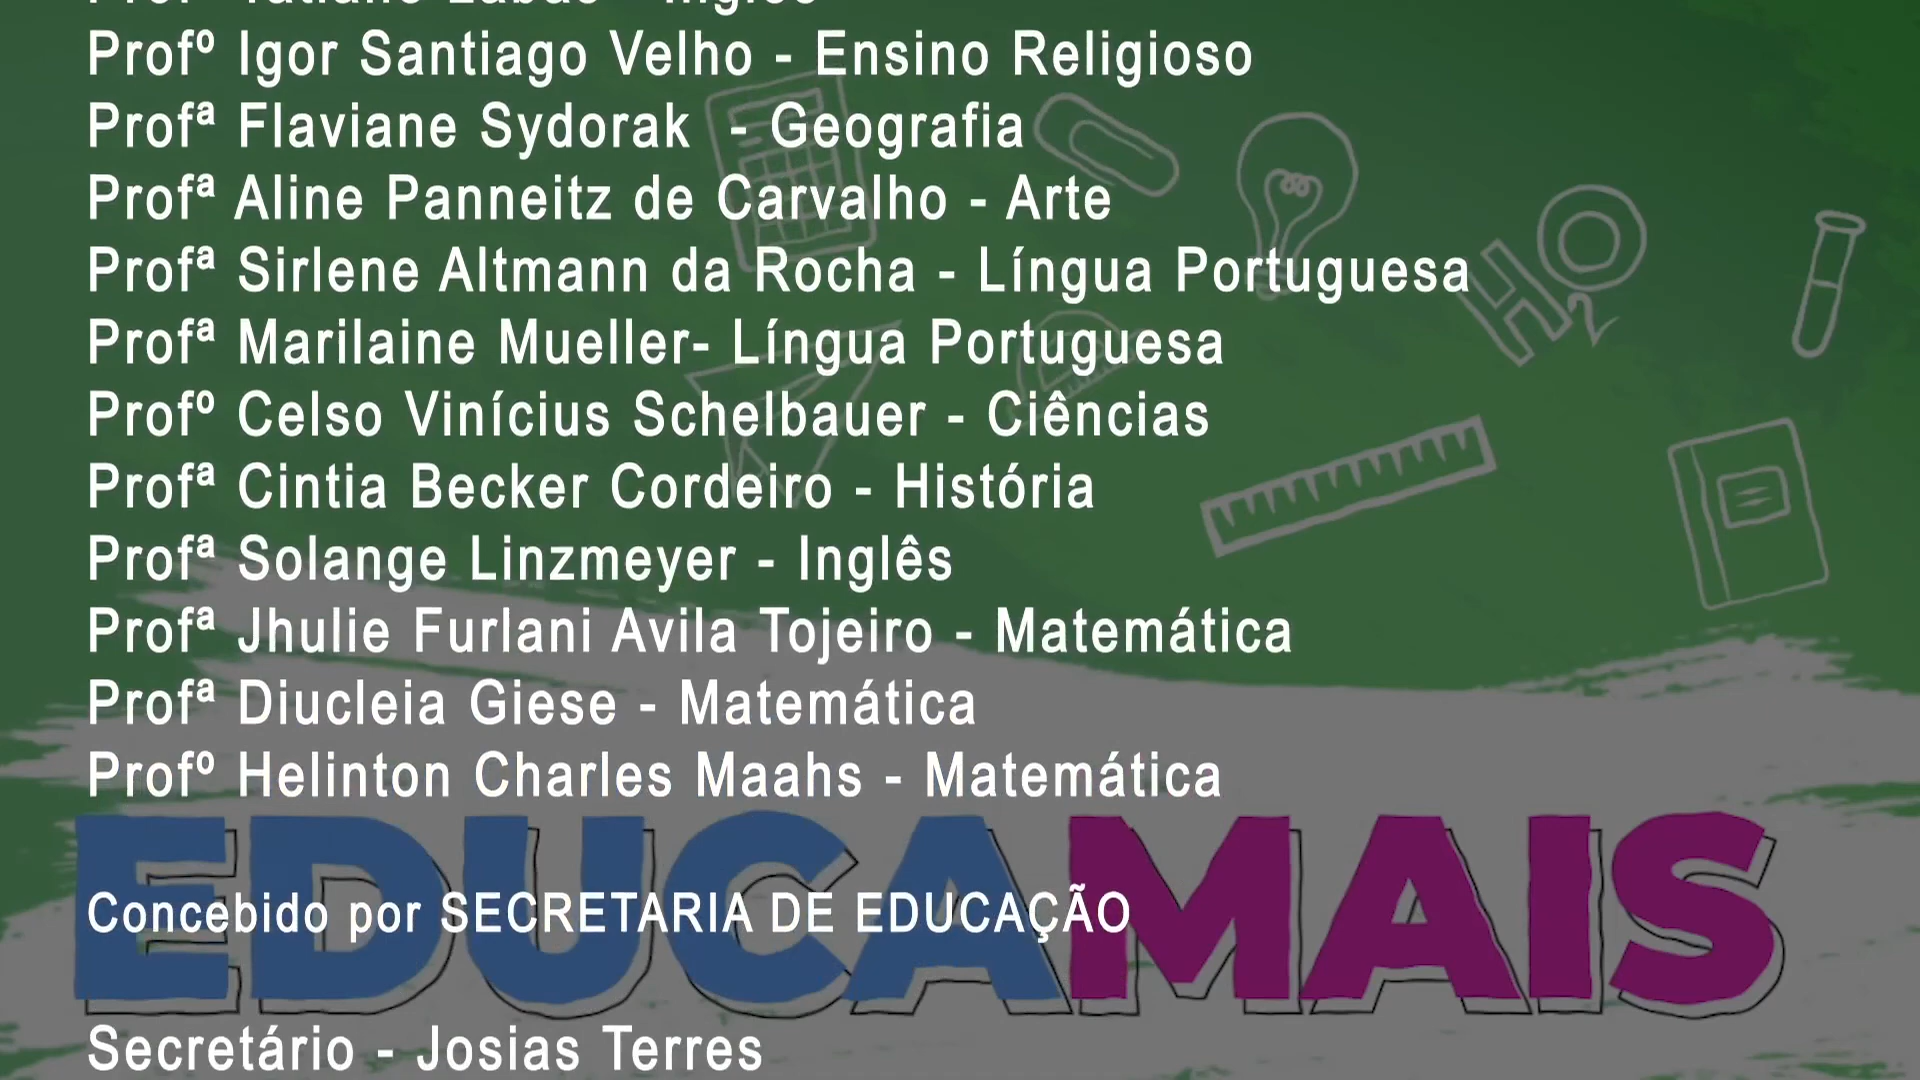 Profº Igor Santiago Velho - Ensino Religioso
Profª Flaviane Sydorak - Geografia
Profª Aline Panneitz de Carvalho - Arte
Profª Sirlene Altmann da Rocha - Língua Portuguesa
Profª Marilaine Mueller- Língua Portuguesa
Profº Celso Vinícius Schelbauer - Ciências
Profª Cintia Becker Cordeiro - História
Profª Solange Linzmeyer - Inglês
Profª Jhulie Furlani Avila Tojeiro - Matemática
Profª Diucleia Giese - Matemática
Profº Helinton Charles Maahs - Matemática
EDUCAMAIS
Concebido por SECRETARIA DE EDUCAÇÃO
Secretário - Josias Terres
H2O